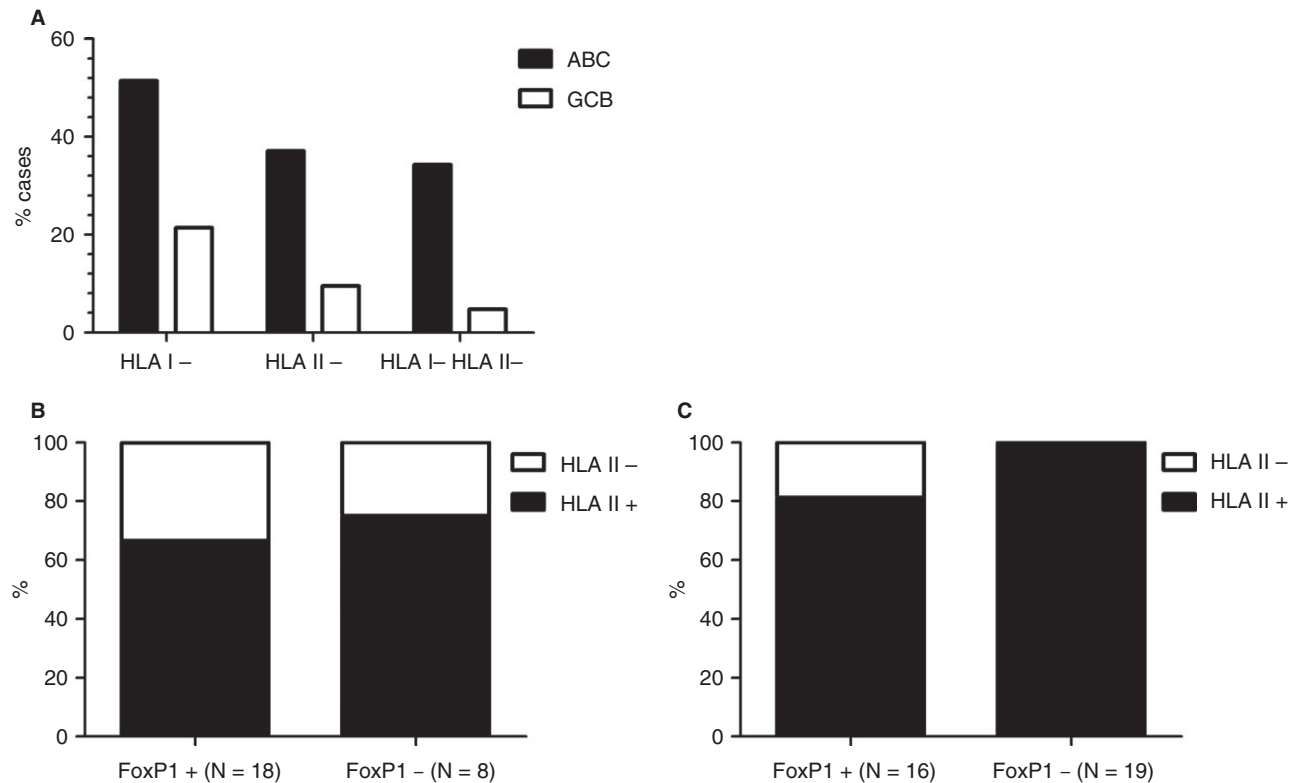 A
60
40
20
0
% cases
ABC
GCB
HLA I –
HLA II –
HLA I– HLA II–
B
100
80
60
40
20
0
%
HLA II –
HLA II +
FoxP1 + (N = 18)
FoxP1 – (N = 8)
C
100
80
60
40
20
0
%
HLA II –
HLA II +
FoxP1 + (N = 16)
FoxP1 – (N = 19)